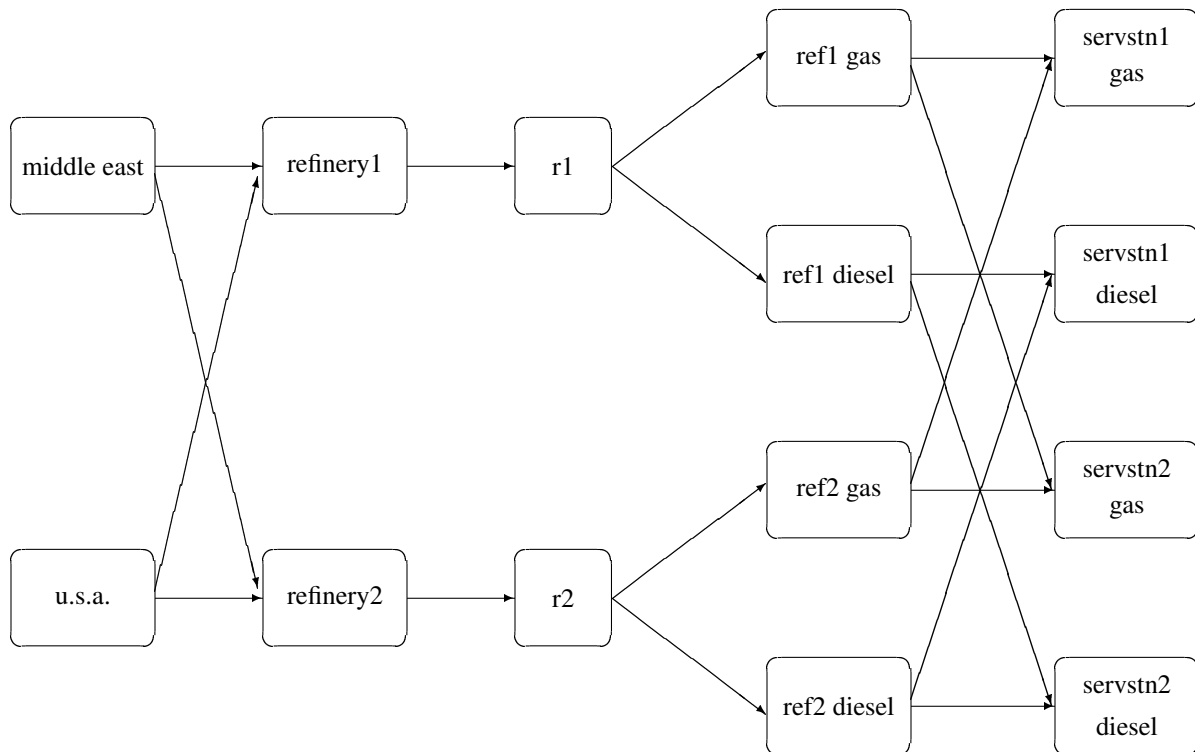 ref1 gas
servstn1
gas
middle east
refinery1
r1
ref1 diesel
servstn1
diesel
ref2 gas
servstn2
gas
u.s.a.
refinery2
r2
ref2 diesel
servstn2
diesel